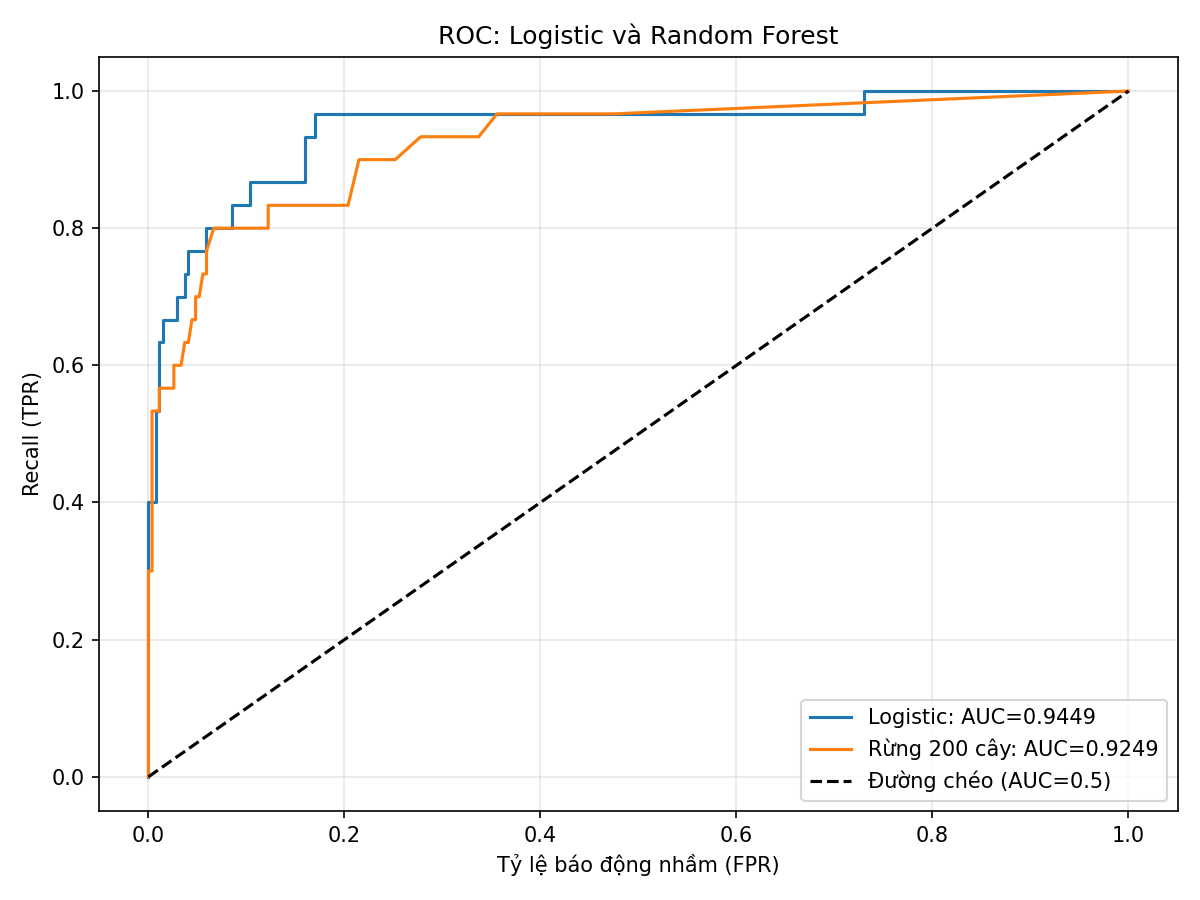 ROC: Logistic và Random Forest
1.0
0.8
0.6
0.4
0.2
0.0
Recall (TPR)
Logistic: AUC=0.9449
Rừng 200 cây: AUC=0.9249
Đường chéo (AUC=0.5)
0.0 0.2 0.4 0.6 0.8 1.0
Tỷ lệ báo động nhầm (FPR)